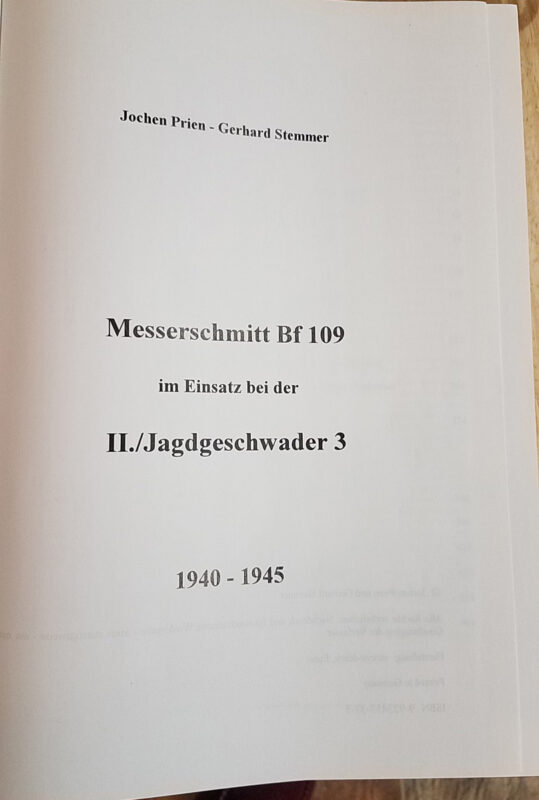 Jochen Prien - Gerhard Stemmer
Messerschmitt Bf 109
im Einsatz bei der
II./Jagdgeschwader 3
1940 - 1945